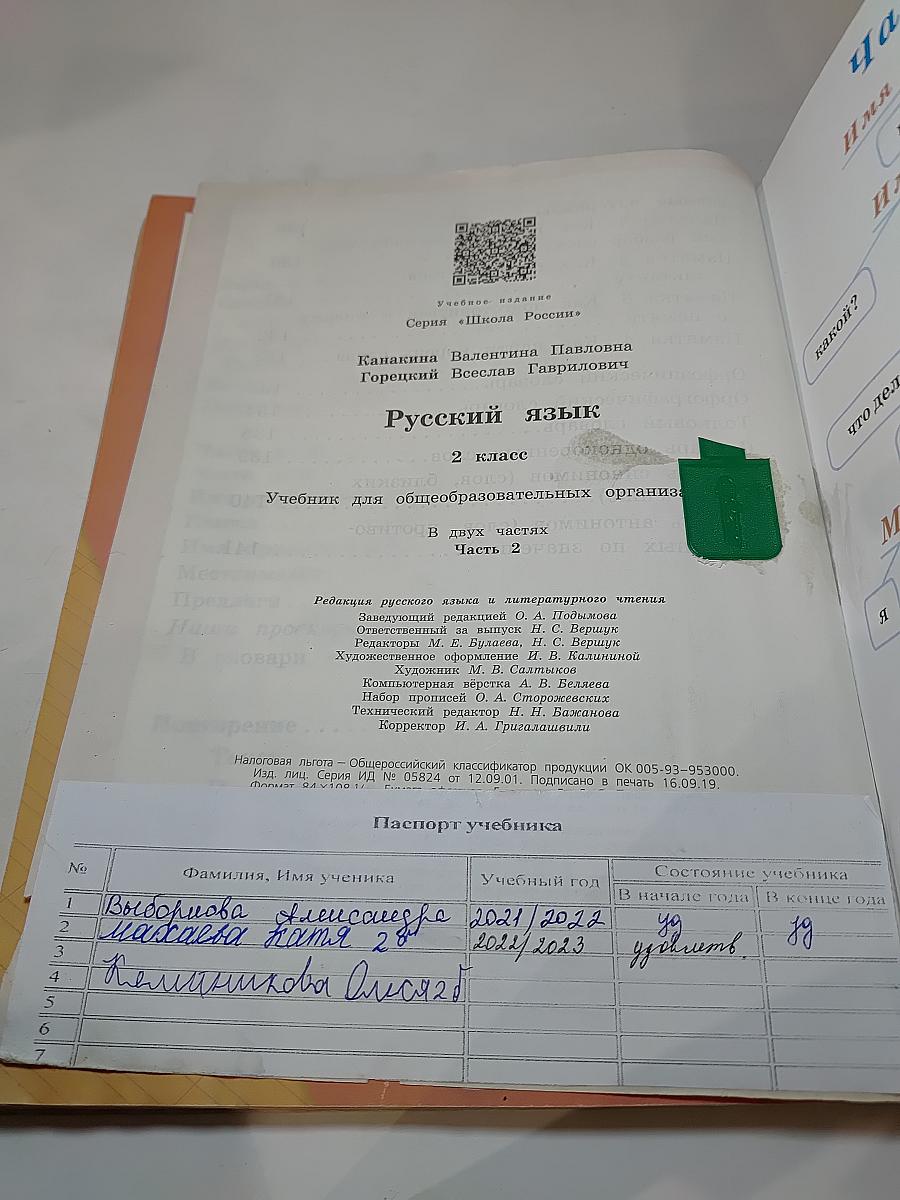 Учебное издание
Серия «Школа России»
Канакина Валентина Павловна
Горецкий Всеслав Гаврилович
Русский язык
2 класс
Учебник для общеобразовательных
В двух частях
Часть 2
Редакция русского языка и литературного чтения
Заведующий редакцией О. А. Подымова
Ответственный за выпуск Н. С. Вершук
Редакторы М. Е. Булаева, Н. С. Вершук
Художественное оформление И. В. Калининой
Художник М. В. Салтыков
Компьютерная вёрстка А. В. Беляева
Набор прописей О. А. Сторожевских
Технический редактор Н. Н. Бажанова
Корректор И. А. Григалашвили
Налоговая льгота — Общероссийский классификатор продукции ОК 005-93—953000.
Изд. лиц. Серия ИД № 05824 от 12.09.01. Подписано в печать 16.09.19.
Паспорт учебника
№ Фамилия, Имя ученика Учебный год Состояние учебника
В начале года В конце года
1 Выборнова Александра 2021/2022 уд уд
2 Махаева Катя 2б 2022/2023 удовлетв.
3
4 Олеся 2б
5
6
7
Имя
какой?
что дел
я